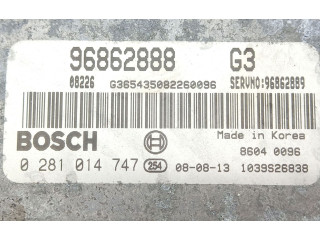 96862888 G3
08226 G365435082260096 SERVNO:96862889
BOSCH Made in Korea
8604 0096
0 281 014 747 254 08-08-13 1039S26838